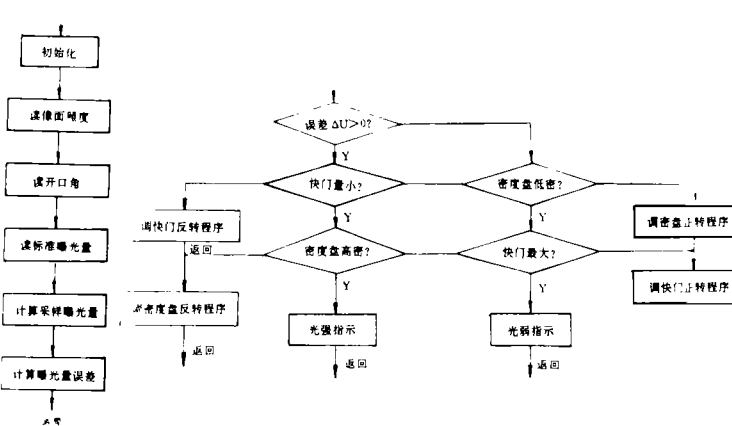 初始化
读像面照度
读开口角
读标准曝光量
计算采样曝光量
计算曝光量误差
误差 ΔU>0?
Y
快门最小?
密度盘低密?
调快门反转程序
Y
Y
调密盘正转程序
返回
密度盘高密?
快门最大?
密度盘反转程序
Y
Y
调快门正转程序
光强指示
光弱指示
返回
返回
返回